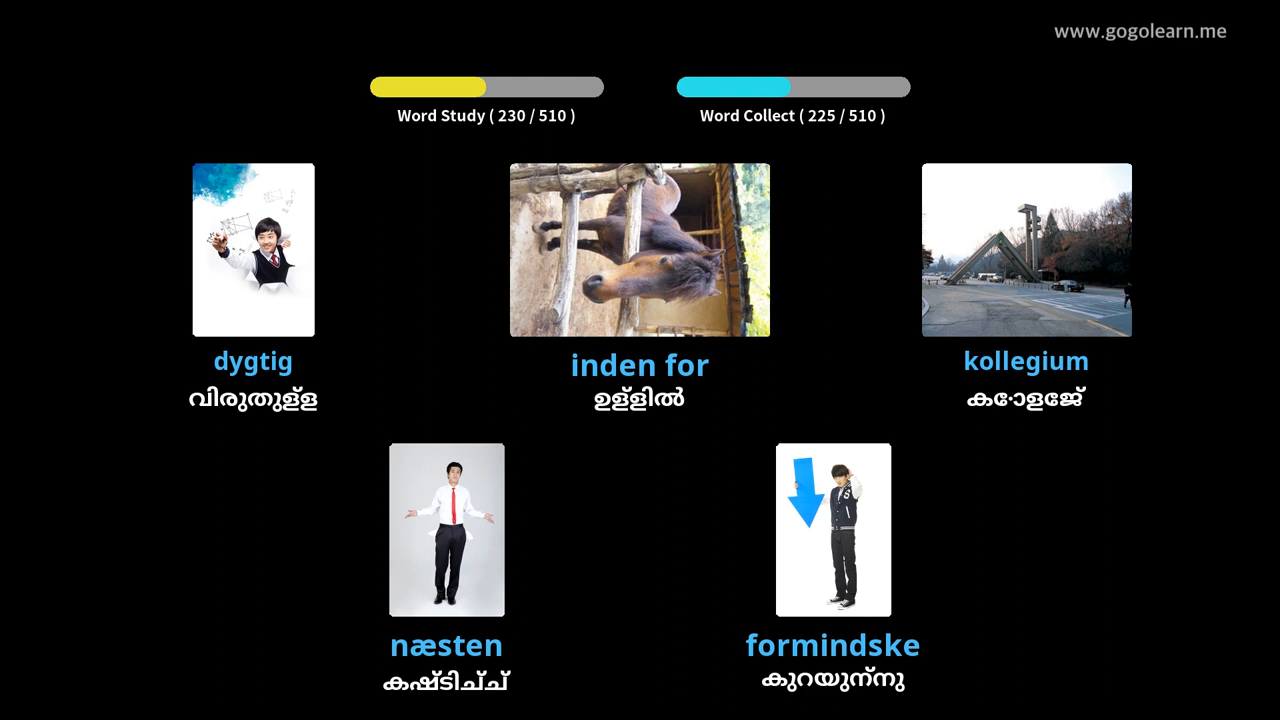 www.gogolearn.me
Word Study ( 230 / 510 )
Word Collect ( 225 / 510 )
dygtig
വിരുതുള്ള
inden for
ഉള്ളിൽ
kollegium
കോളജേ്
næsten
കഷ്ടിച്ച്
formindske
കുറയുന്നു